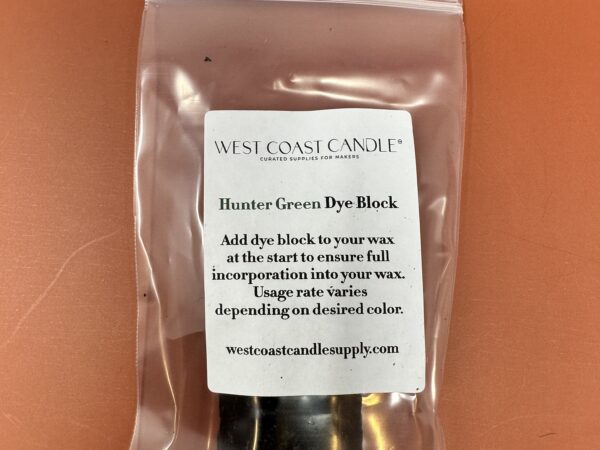 WEST COAST CANDLE®
CURATED SUPPLIES FOR MAKERS
Hunter Green Dye Block
Add dye block to your wax
at the start to ensure full
incorporation into your wax.
Usage rate varies
depending on desired color.
westcoastcandlesupply.com